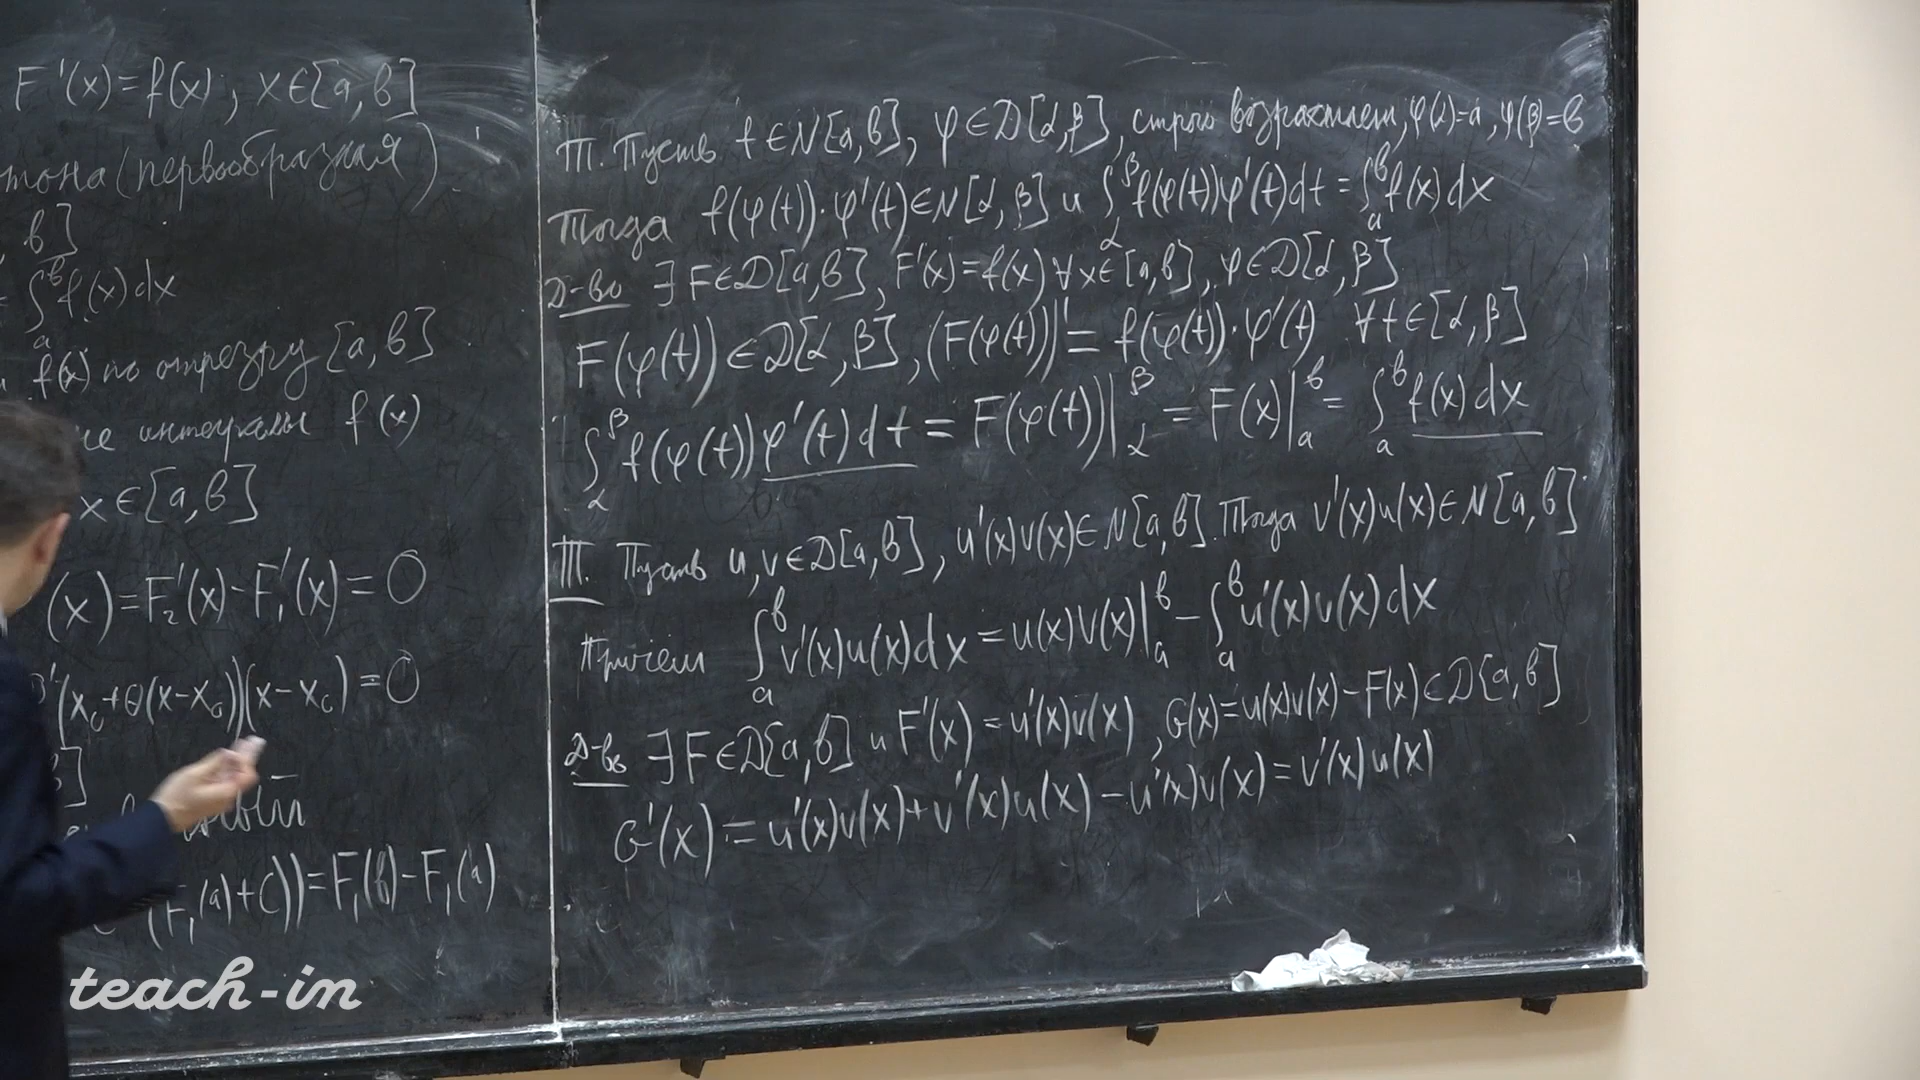 F'(x)=f(x), x∈[a,b]
(первообразная)
b]
∫_a^b f(x)dx
f(x) по отрезку [a,b]
интегралы f(x)
x∈[a,b]
(x)=F₂'(x)-F₁'(x)=0
(x₀+θ(x-x₀))(x-x₀)=0
]
(F₁(a)+C))=F₁(b)-F₁(a)
Т. Пусть f∈N[a,b], φ∈D[α,β], строго возрастает, φ(α)=a, φ(β)=b
Тогда f(φ(t))·φ'(t)∈N[α,β] и ∫_α^β f(φ(t))φ'(t)dt = ∫_a^b f(x)dx
Д-во ∃F∈D[a,b], F'(x)=f(x) ∀x∈[a,b], φ∈D[α,β]
F(φ(t))∈D[α,β], (F(φ(t))'= f(φ(t))·φ'(t) ∀t∈[α,β]
∫_α^β f(φ(t))φ'(t)dt = F(φ(t))|_α^β = F(x)|_a^b = ∫_a^b f(x)dx
Т. Пусть u,v∈D[a,b], u'(x)v(x)∈N[a,b]. Тогда v'(x)u(x)∈N[a,b]
Причём ∫_a^b v'(x)u(x)dx = u(x)v(x)|_a^b - ∫_a^b u'(x)v(x)dx
Д-во ∃F∈D[a,b] и F'(x)=u'(x)v(x), G(x)=u(x)v(x)-F(x)∈D[a,b]
G'(x)=u'(x)v(x)+v'(x)u(x)-u'(x)v(x)=v'(x)u(x)
teach-in